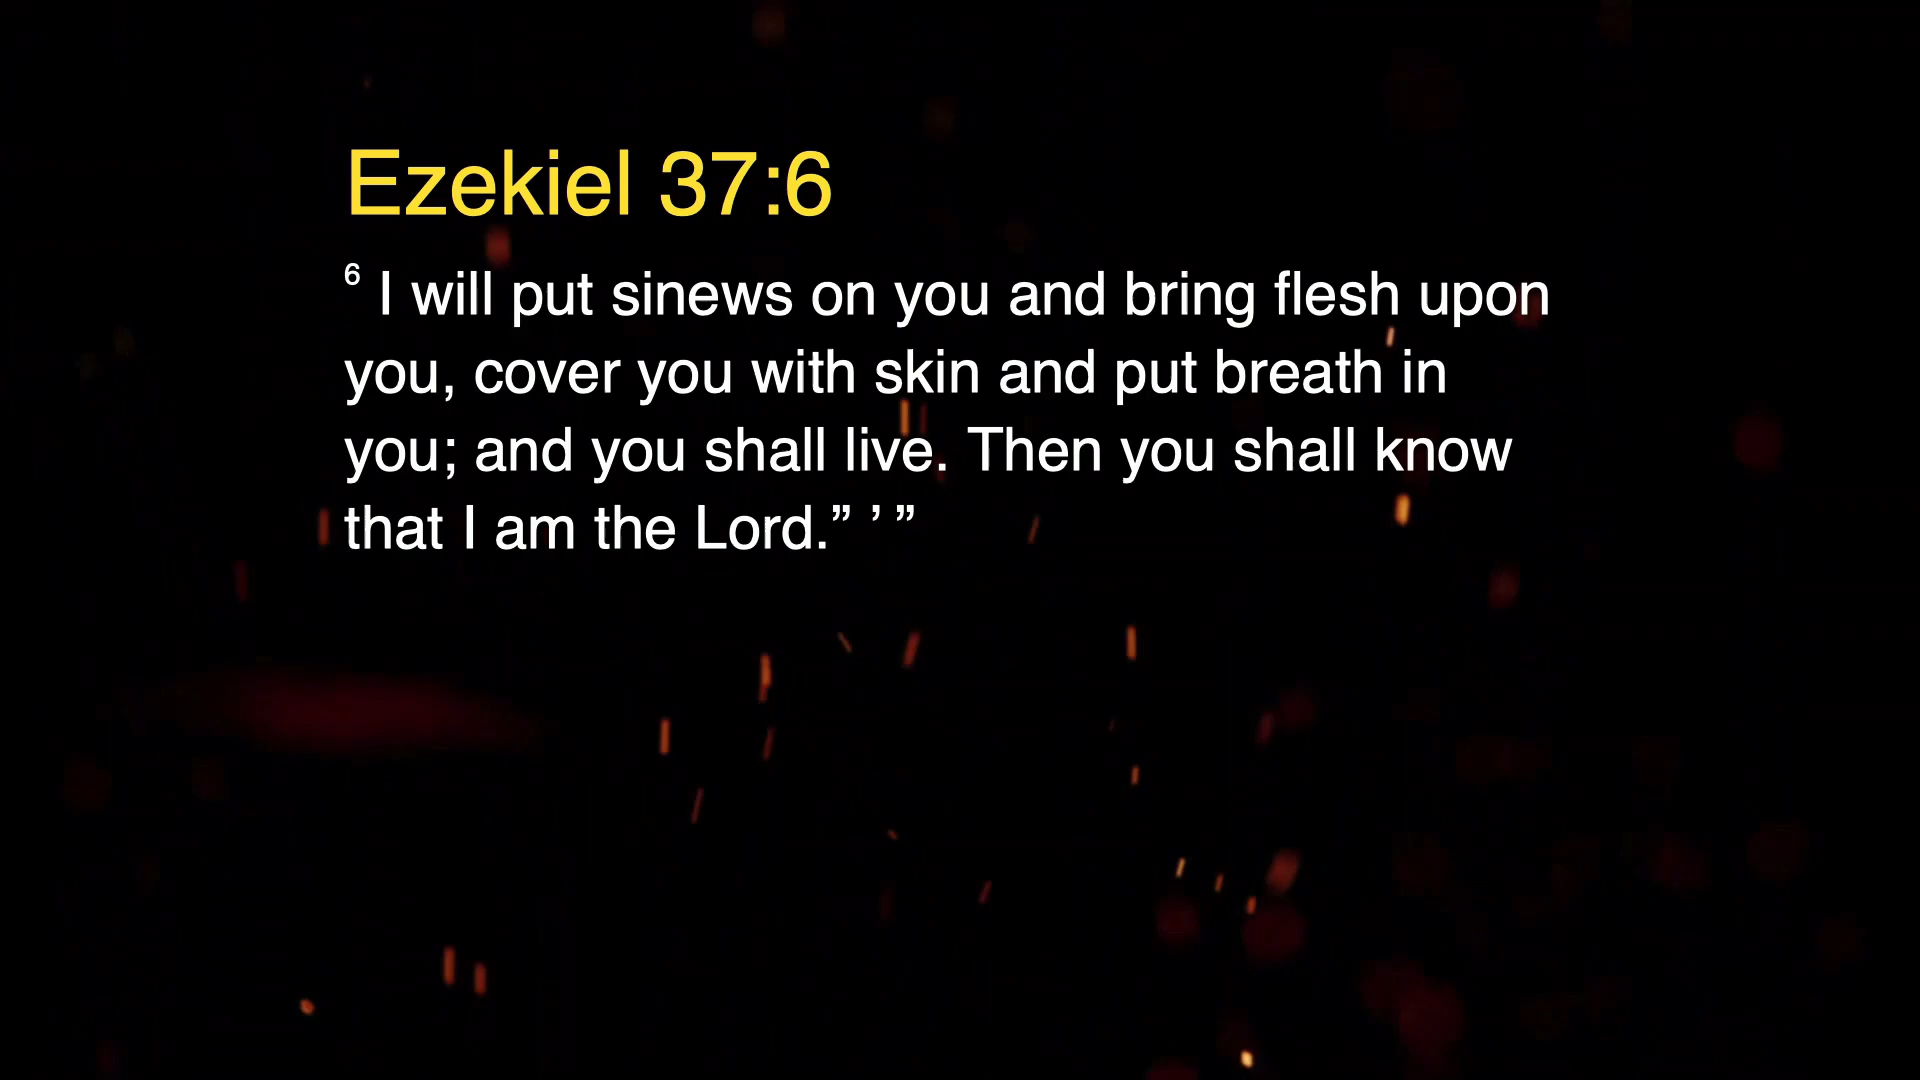 Ezekiel 37:6
6 I will put sinews on you and bring flesh upon
you, cover you with skin and put breath in
you; and you shall live. Then you shall know
that I am the Lord.” ’ ”